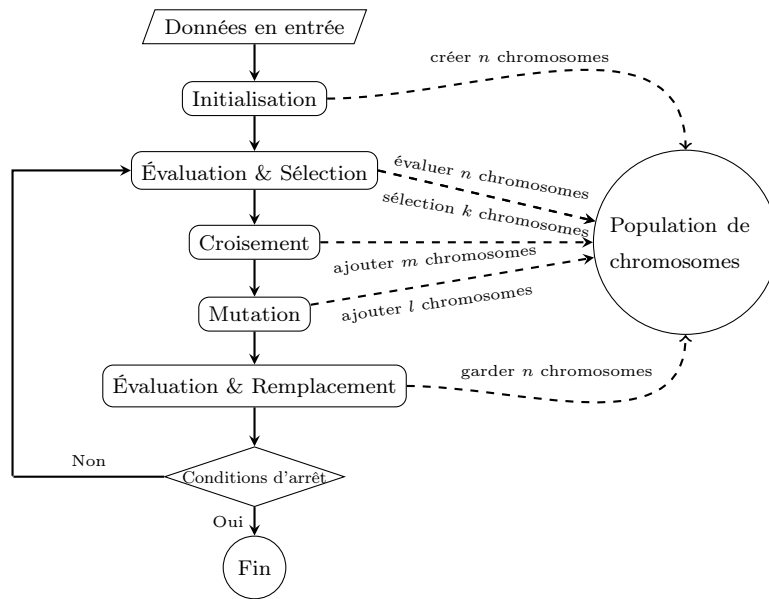 Données en entrée
créer n chromosomes
Initialisation
Évaluation & Sélection
évaluer n chromosomes
sélection k chromosomes
Population de
chromosomes
Croisement
ajouter m chromosomes
Mutation
ajouter l chromosomes
Évaluation & Remplacement
garder n chromosomes
Conditions d'arrêt
Non
Oui
Fin